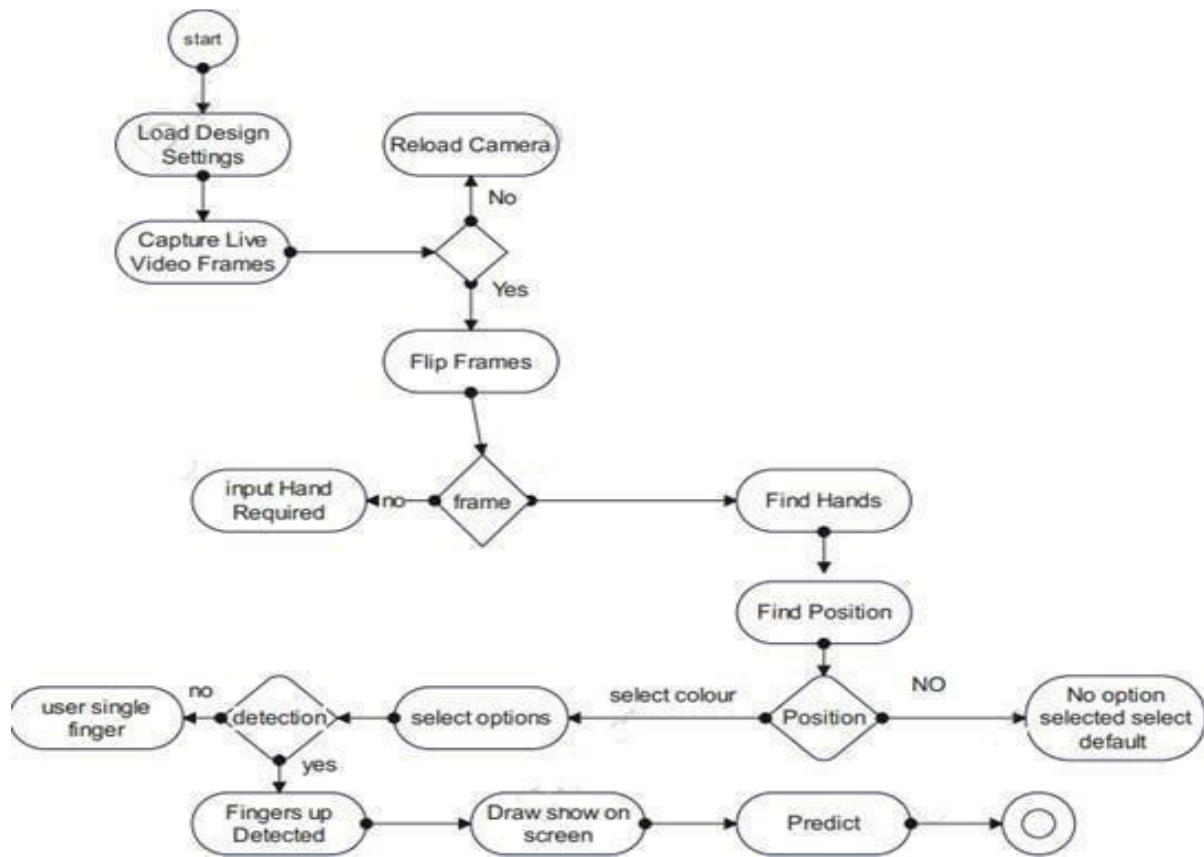 start
Load Design
Settings
Reload Camera
No
Capture Live
Video Frames
Yes
Flip Frames
input Hand
Required
no
frame
Find Hands
Find Position
user single
finger
no
detection
select options
select colour
Position
NO
No option
selected select
default
yes
Fingers up
Detected
Draw show on
screen
Predict